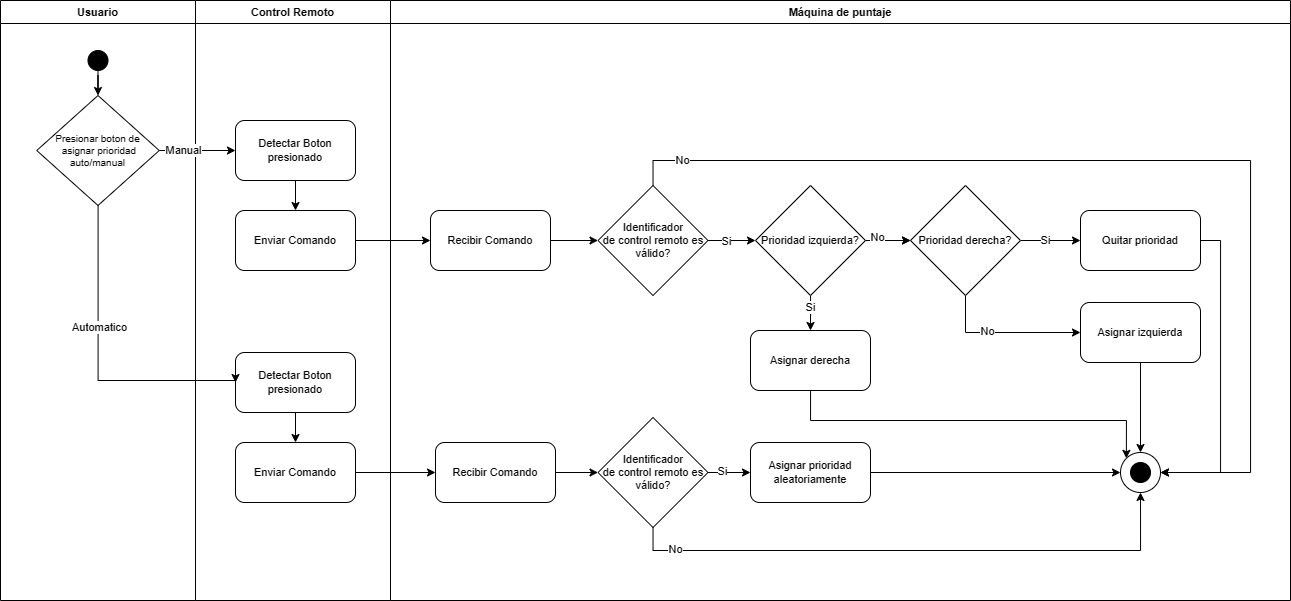 Usuario
Control Remoto
Máquina de puntaje
Presionar boton de
asignar prioridad
auto/manual
Manual
Detectar Boton
presionado
Enviar Comando
Recibir Comando
Identificador
de control remoto es
válido?
No
Si
Prioridad izquierda?
No
Prioridad derecha?
Si
Quitar prioridad
Si
No
Asignar izquierda
Asignar derecha
Automatico
Detectar Boton
presionado
Enviar Comando
Recibir Comando
Identificador
de control remoto es
válido?
Si
Asignar prioridad
aleatoriamente
No